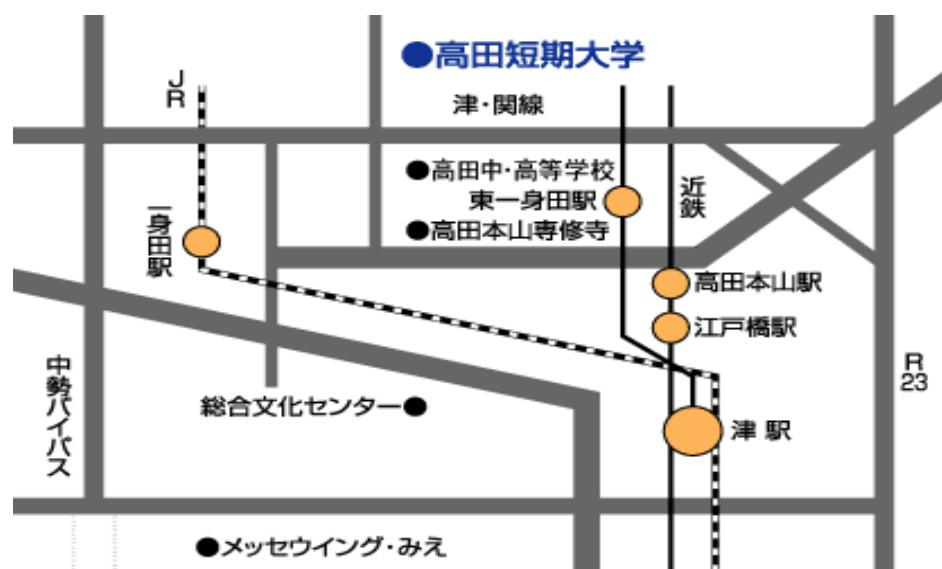 高田短期大学
JR
津・関線
高田中・高等学校
東一身田駅
近鉄
高田本山専修寺
一身田駅
高田本山駅
江戸橋駅
R
23
中勢バイパス
総合文化センター
津 駅
メッセウイング・みえ